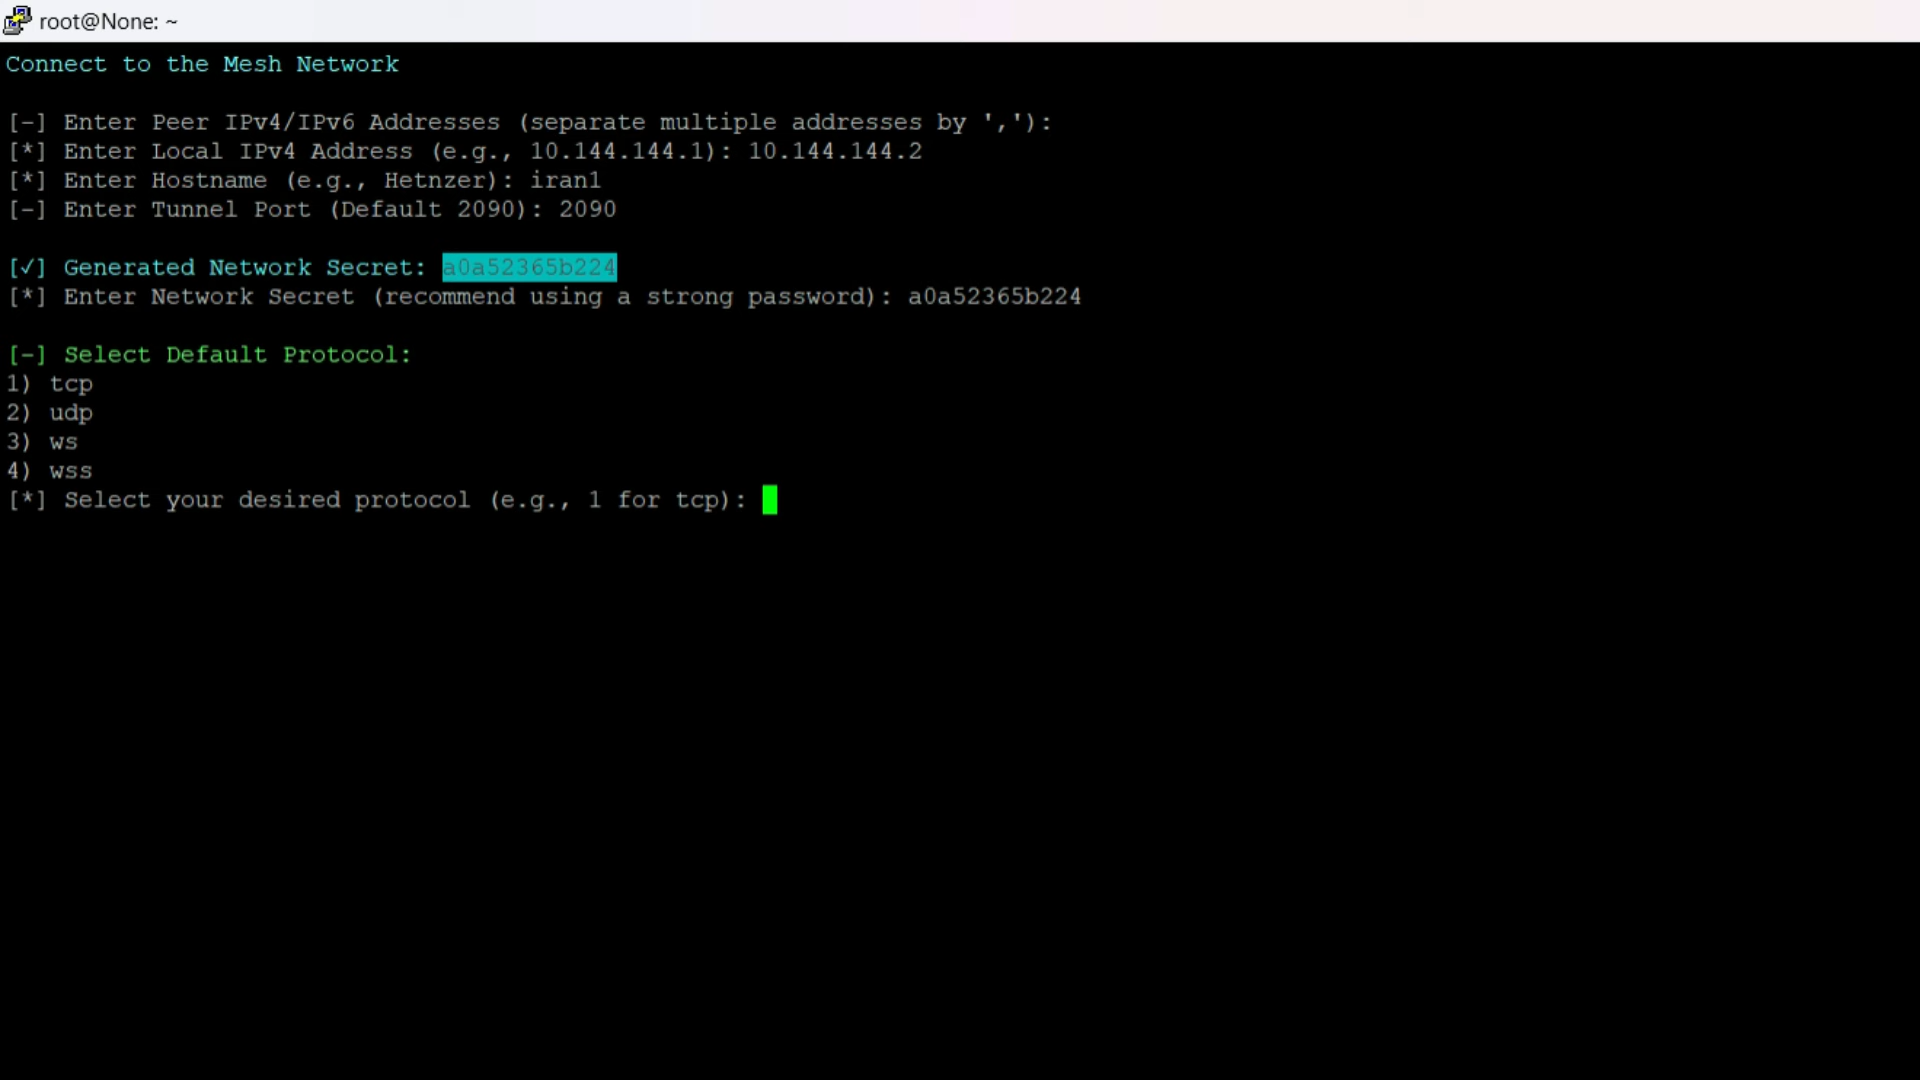 root@None: ~
Connect to the Mesh Network
[-] Enter Peer IPv4/IPv6 Addresses (separate multiple addresses by ','):
[*] Enter Local IPv4 Address (e.g., 10.144.144.1): 10.144.144.2
[*] Enter Hostname (e.g., Hetnzer): iran1
[-] Enter Tunnel Port (Default 2090): 2090
[✓] Generated Network Secret: a0a52365b224
[*] Enter Network Secret (recommend using a strong password): a0a52365b224
[-] Select Default Protocol:
1) tcp
2) udp
3) ws
4) wss
[*] Select your desired protocol (e.g., 1 for tcp):